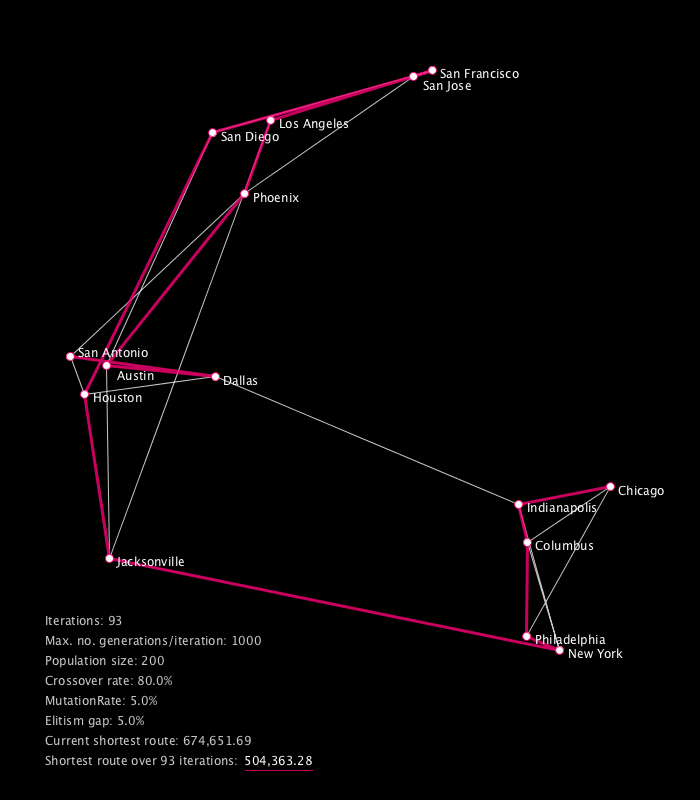 San Francisco
San Jose
Los Angeles
San Diego
Phoenix
San Antonio
Austin
Dallas
Houston
Chicago
Indianapolis
Columbus
Jacksonville
Philadelphia
New York
Iterations: 93
Max. no. generations/iteration: 1000
Population size: 200
Crossover rate: 80.0%
MutationRate: 5.0%
Elitism gap: 5.0%
Current shortest route: 674,651.69
Shortest route over 93 iterations: 504,363.28